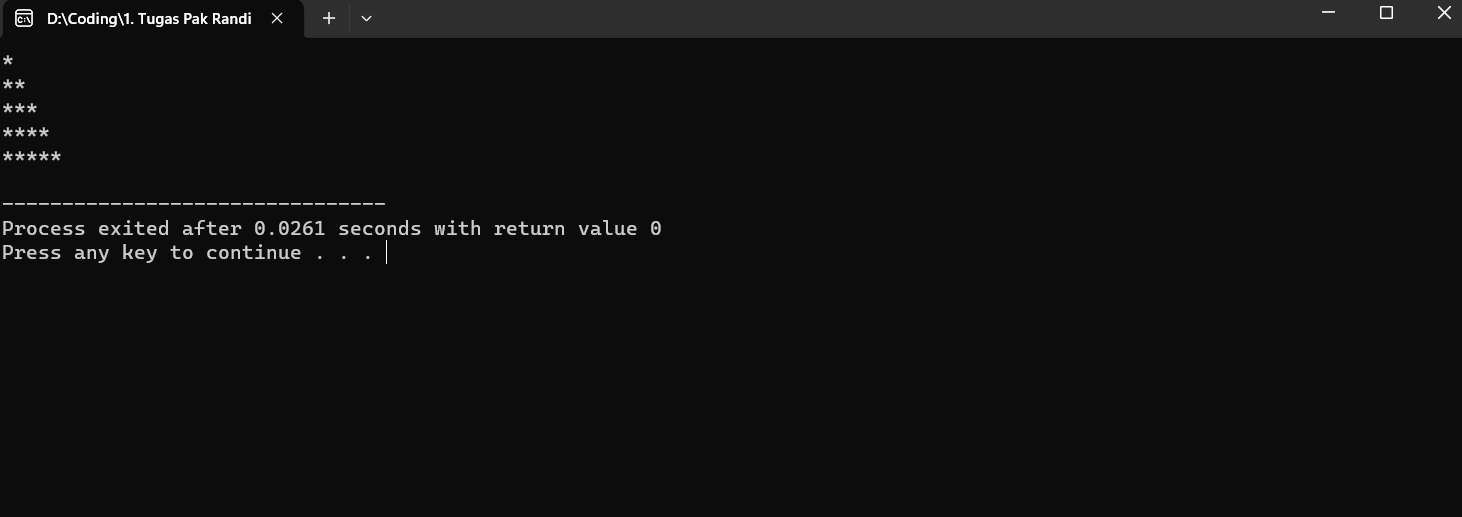 D:\Coding\1. Tugas Pak Randi
*
**
***
****
*****
--------------------------------
Process exited after 0.0261 seconds with return value 0
Press any key to continue . . .